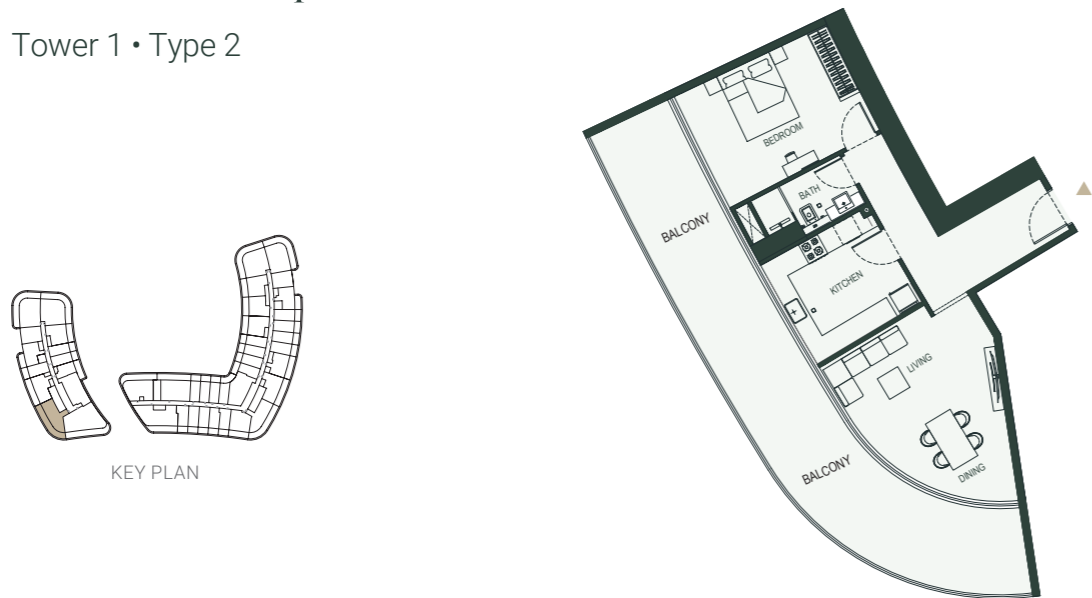 Tower 1 • Type 2
BEDROOM
BATH
BALCONY
KITCHEN
LIVING
BALCONY
DINING
KEY PLAN